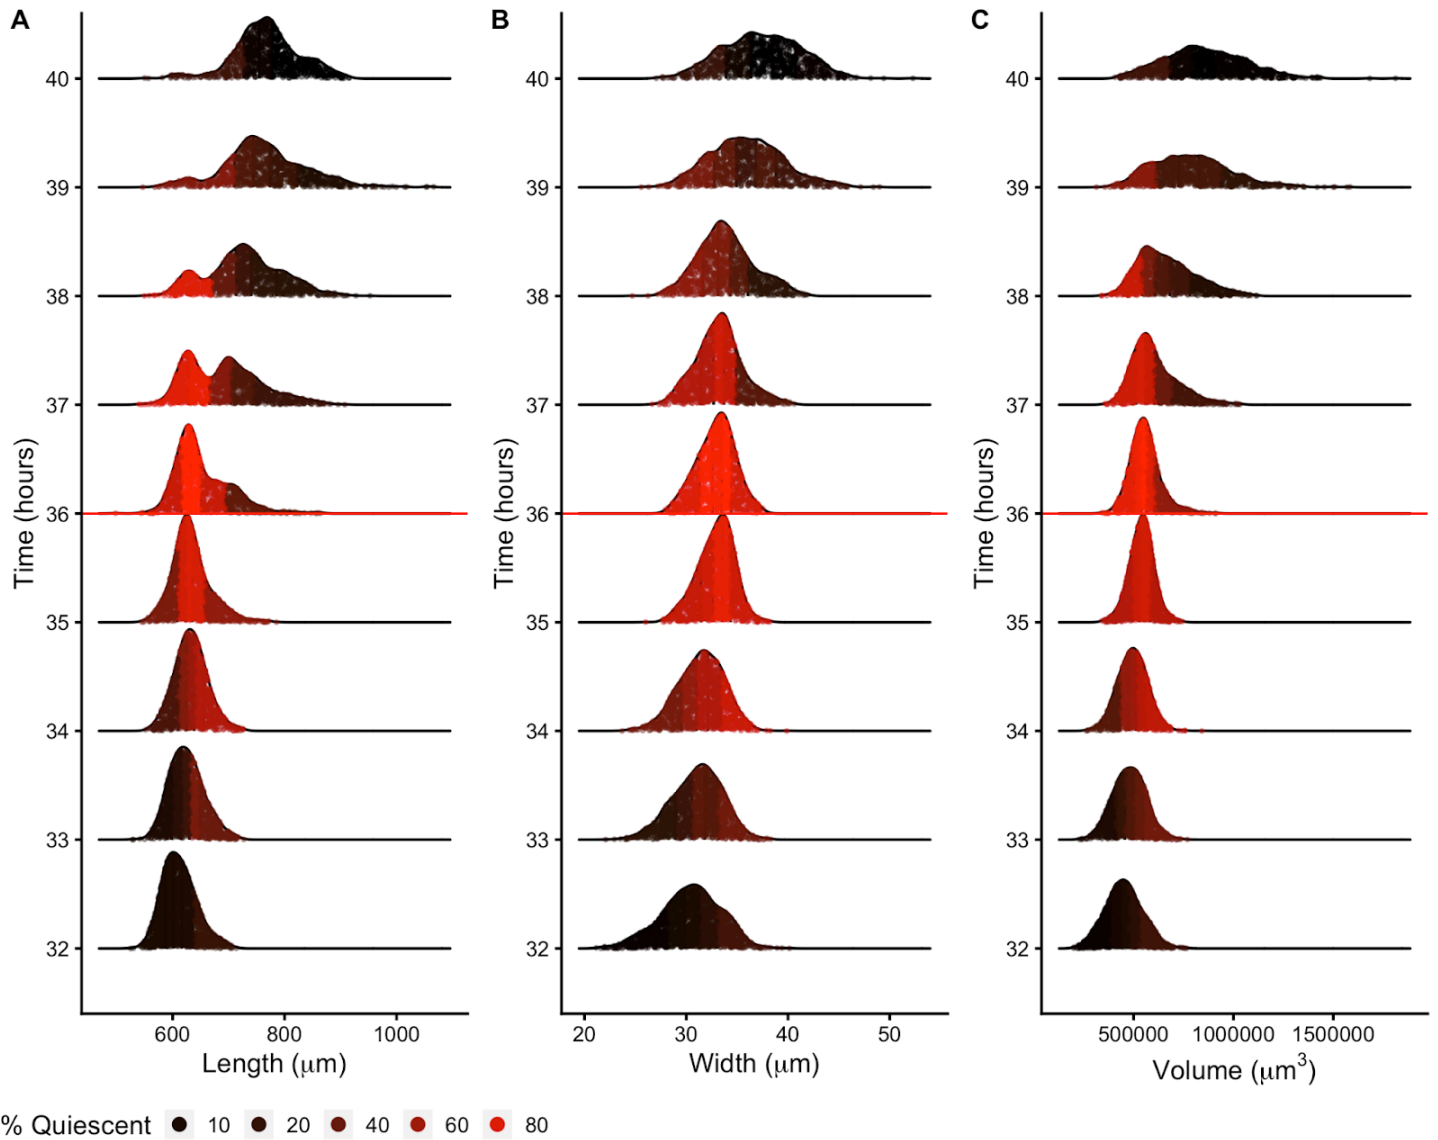 A
B
C
40
39
38
37
36
35
34
33
32
Time (hours)
600 800 1000
Length (μm)
40
39
38
37
36
35
34
33
32
Time (hours)
20 30 40 50
Width (μm)
40
39
38
37
36
35
34
33
32
Time (hours)
500000 1000000 1500000
Volume (μm³)
% Quiescent 10 20 40 60 80